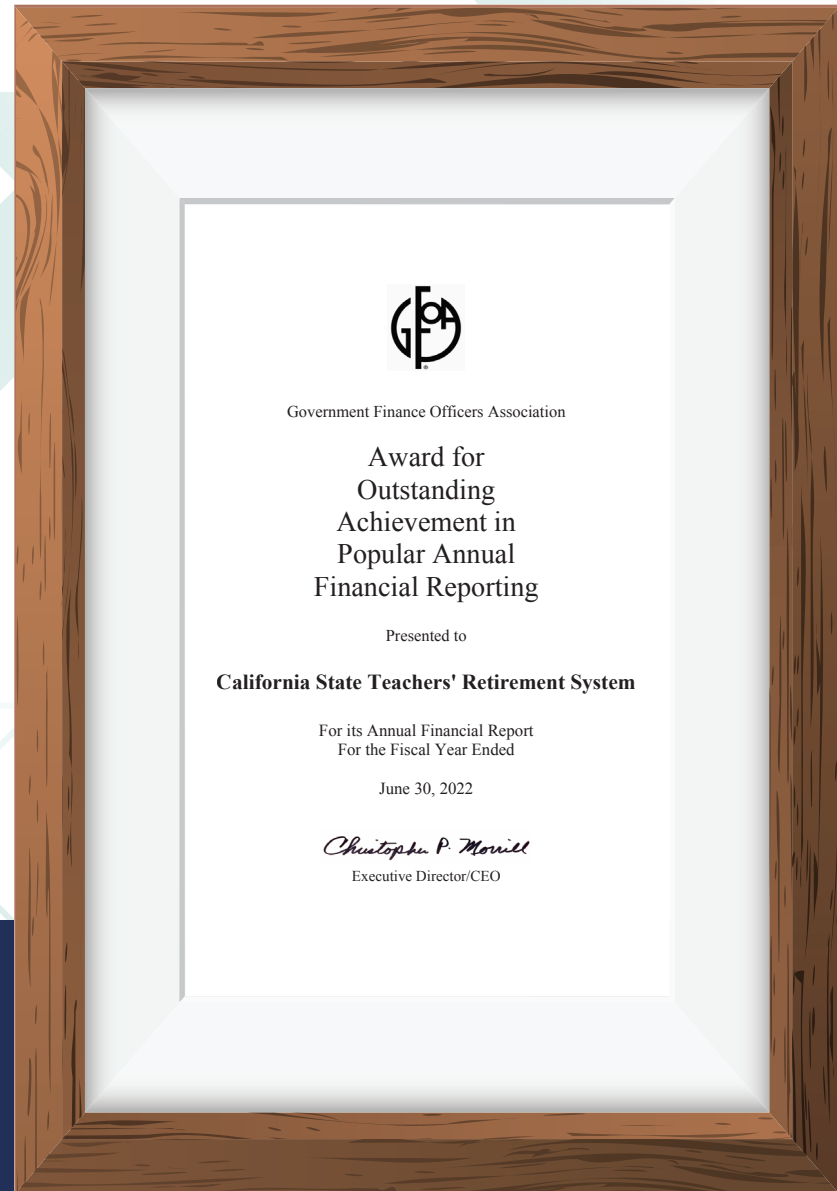 GFOA
®
Government Finance Officers Association
Award for
Outstanding
Achievement in
Popular Annual
Financial Reporting
Presented to
California State Teachers' Retirement System
For its Annual Financial Report
For the Fiscal Year Ended
June 30, 2022
Christopher P. Morrill
Executive Director/CEO